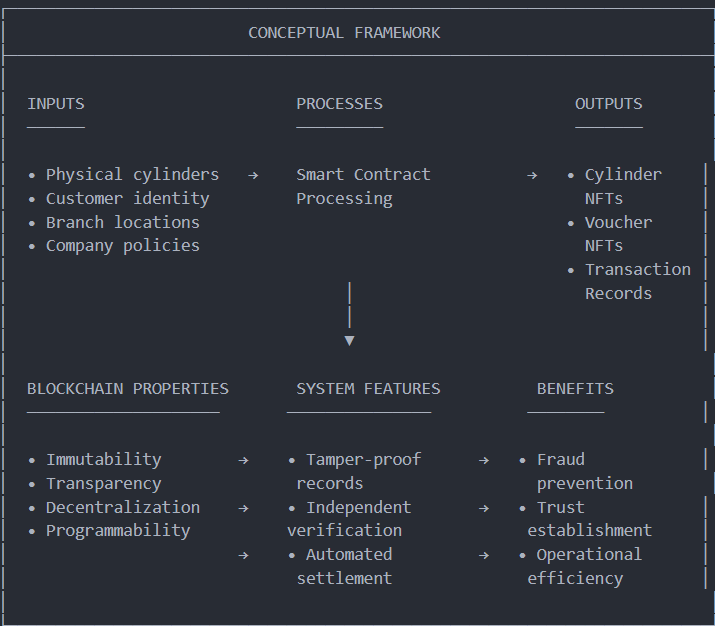 CONCEPTUAL FRAMEWORK
INPUTS PROCESSES OUTPUTS
• Physical cylinders → Smart Contract → • Cylinder
• Customer identity Processing NFTs
• Branch locations • Voucher
• Company policies NFTs
• Transaction
Records
▼
BLOCKCHAIN PROPERTIES SYSTEM FEATURES BENEFITS
• Immutability → • Tamper-proof → • Fraud
• Transparency records prevention
• Decentralization → • Independent → • Trust
• Programmability verification establishment
→ • Automated → • Operational
settlement efficiency